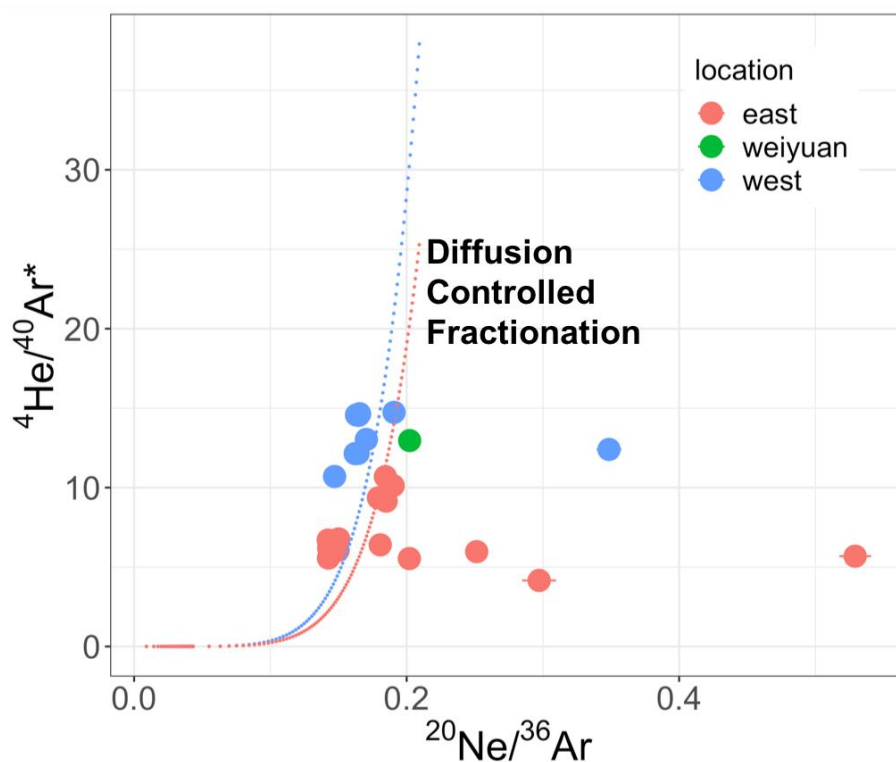 location
east
weiyuan
west
Diffusion
Controlled
Fractionation
30
20
10
0
⁴He/⁴⁰Ar*
0.0 0.2 0.4
²⁰Ne/³⁶Ar